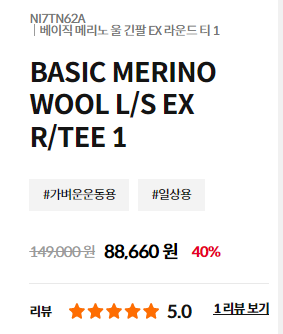 NI7TN62A
| 베이직 메리노 울 긴팔 EX 라운드 티 1
BASIC MERINO
WOOL L/S EX
R/TEE 1
#가벼운운동용 #일상용
149,000 원 88,660 원 40%
리뷰 ★★★★★ 5.0 1 리뷰 보기